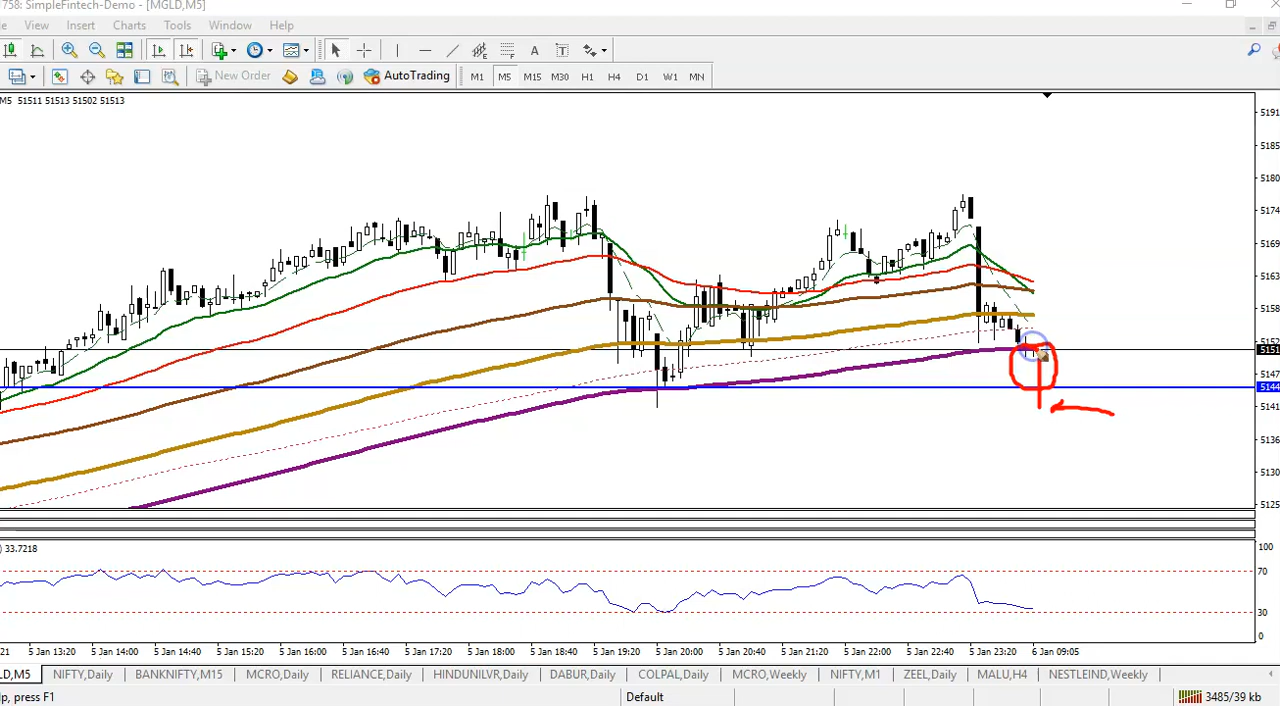 758: SimpleFintech-Demo - [MGLD,M5]
View Insert Charts Tools Window Help
New Order AutoTrading M1 M5 M15 M30 H1 H4 D1 W1 MN
M5 51511 51513 51502 51513
5191
5185
5180
5174
5169
5163
5158
5152
5151
5147
5144
5141
5136
5130
5125
) 33.7218
100
70
30
0
21 5 Jan 13:20 5 Jan 14:00 5 Jan 14:40 5 Jan 15:20 5 Jan 16:00 5 Jan 16:40 5 Jan 17:20 5 Jan 18:00 5 Jan 18:40 5 Jan 19:20 5 Jan 20:00 5 Jan 20:40 5 Jan 21:20 5 Jan 22:00 5 Jan 22:40 5 Jan 23:20 6 Jan 09:05
LD,M5 NIFTY,Daily BANKNIFTY,M15 MCRO,Daily RELIANCE,Daily HINDUNILVR,Daily DABUR,Daily COLPAL,Daily MCRO,Weekly NIFTY,M1 ZEEL,Daily MALU,H4 NESTLEIND,Weekly
lp, press F1 Default 3485/39 kb